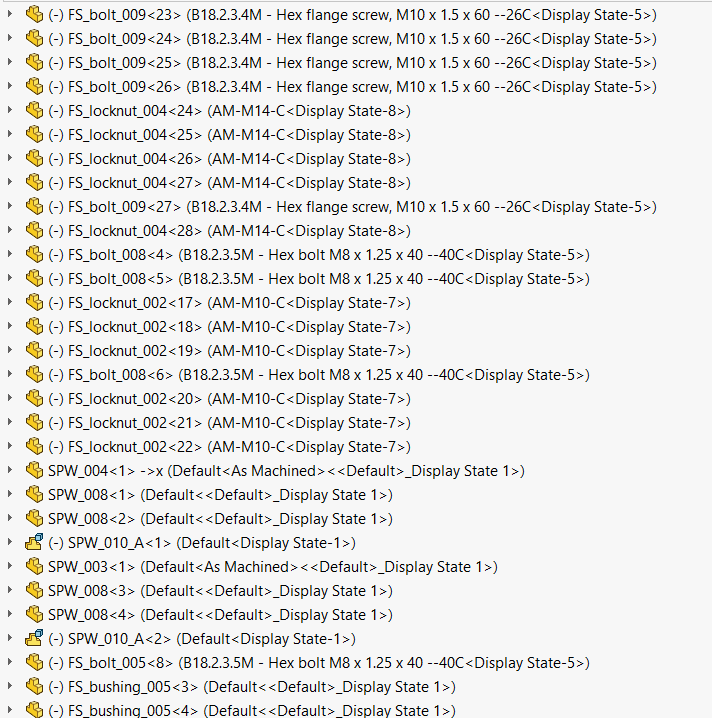 (-) FS_bolt_009<23> (B18.2.3.4M - Hex flange screw, M10 x 1.5 x 60 --26C<Display State-5>)
(-) FS_bolt_009<24> (B18.2.3.4M - Hex flange screw, M10 x 1.5 x 60 --26C<Display State-5>)
(-) FS_bolt_009<25> (B18.2.3.4M - Hex flange screw, M10 x 1.5 x 60 --26C<Display State-5>)
(-) FS_bolt_009<26> (B18.2.3.4M - Hex flange screw, M10 x 1.5 x 60 --26C<Display State-5>)
(-) FS_locknut_004<24> (AM-M14-C<Display State-8>)
(-) FS_locknut_004<25> (AM-M14-C<Display State-8>)
(-) FS_locknut_004<26> (AM-M14-C<Display State-8>)
(-) FS_locknut_004<27> (AM-M14-C<Display State-8>)
(-) FS_bolt_009<27> (B18.2.3.4M - Hex flange screw, M10 x 1.5 x 60 --26C<Display State-5>)
(-) FS_locknut_004<28> (AM-M14-C<Display State-8>)
(-) FS_bolt_008<4> (B18.2.3.5M - Hex bolt M8 x 1.25 x 40 --40C<Display State-5>)
(-) FS_bolt_008<5> (B18.2.3.5M - Hex bolt M8 x 1.25 x 40 --40C<Display State-5>)
(-) FS_locknut_002<17> (AM-M10-C<Display State-7>)
(-) FS_locknut_002<18> (AM-M10-C<Display State-7>)
(-) FS_locknut_002<19> (AM-M10-C<Display State-7>)
(-) FS_bolt_008<6> (B18.2.3.5M - Hex bolt M8 x 1.25 x 40 --40C<Display State-5>)
(-) FS_locknut_002<20> (AM-M10-C<Display State-7>)
(-) FS_locknut_002<21> (AM-M10-C<Display State-7>)
(-) FS_locknut_002<22> (AM-M10-C<Display State-7>)
SPW_004<1> ->x (Default<As Machined><<Default>_Display State 1>)
SPW_008<1> (Default<<Default>_Display State 1>)
SPW_008<2> (Default<<Default>_Display State 1>)
(-) SPW_010_A<1> (Default<Display State-1>)
SPW_003<1> (Default<As Machined><<Default>_Display State 1>)
SPW_008<3> (Default<<Default>_Display State 1>)
SPW_008<4> (Default<<Default>_Display State 1>)
(-) SPW_010_A<2> (Default<Display State-1>)
(-) FS_bolt_005<8> (B18.2.3.5M - Hex bolt M8 x 1.25 x 40 --40C<Display State-5>)
(-) FS_bushing_005<3> (Default<<Default>_Display State 1>)
(-) FS_bushing_005<4> (Default<<Default>_Display State 1>)